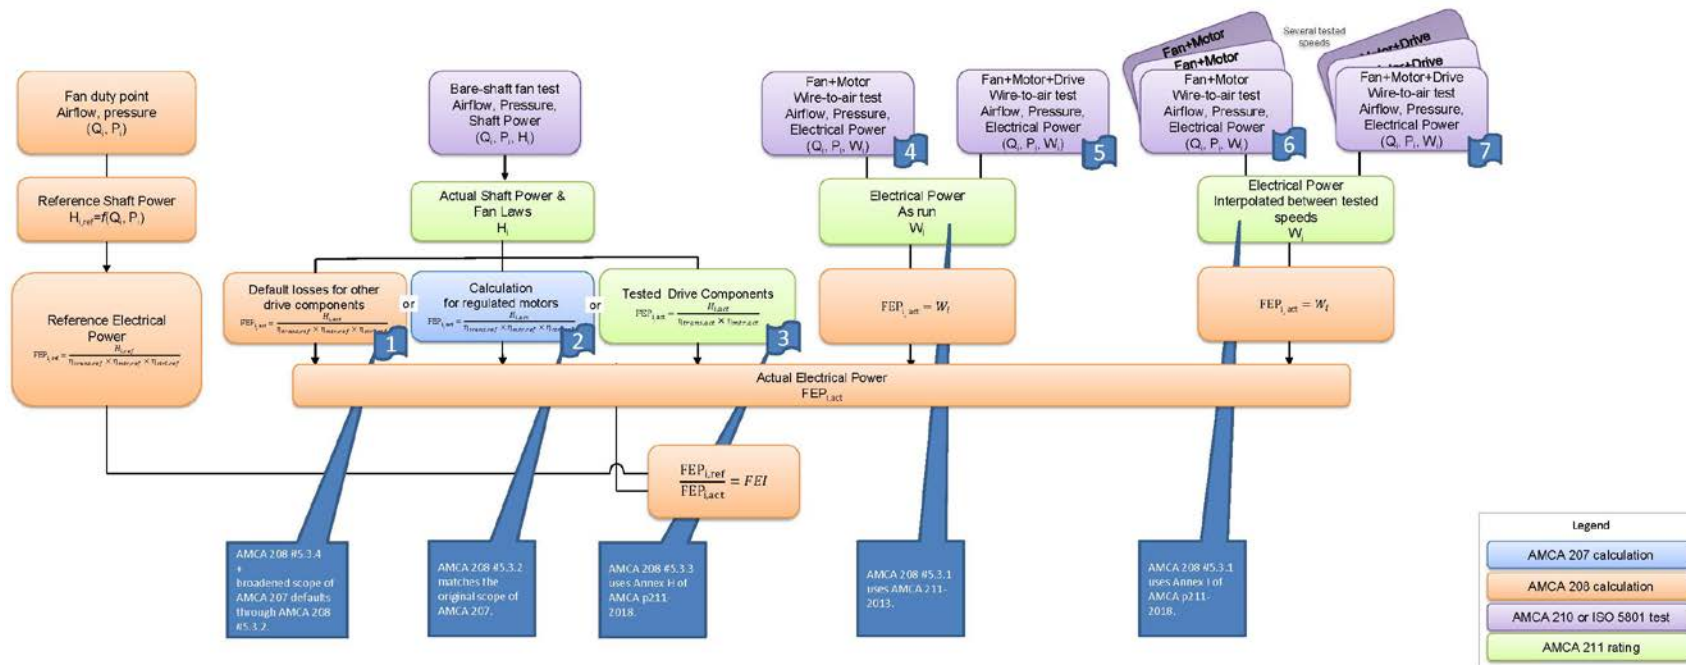 Fan duty point
Airflow, pressure
(Qi, Pi)
Reference Shaft Power
Hi,ref=f(Qi, Pi)
Reference Electrical
Power
FEPi,ref = Hi,ref / ηtrans,ref × ηmtr,ref × ηctrl,ref
Bare-shaft fan test
Airflow, Pressure,
Shaft Power
(Qi, Pi, Hi)
Actual Shaft Power &
Fan Laws
Hi
Default losses for other
drive components
or
Calculation
for regulated motors
or
Tested Drive Components
1
2
3
Fan+Motor
Wire-to-air test
Airflow, Pressure,
Electrical Power
(Qi, Pi, Wi)
4
Fan+Motor+Drive
Wire-to-air test
Airflow, Pressure,
Electrical Power
(Qi, Pi, Wi)
5
Electrical Power
As run
Wi
FEPi, act = Wi
Fan+Motor
Fan+Motor
Several tested
speeds
Fan+Motor
Wire-to-air test
Airflow, Pressure,
Electrical Power
(Qi, Pi, Wi)
6
Fan+Motor+Drive
Wire-to-air test
Airflow, Pressure,
Electrical Power
(Qi, Pi, Wi)
7
Electrical Power
Interpolated between tested
speeds
Wi
FEPi, act = Wi
Actual Electrical Power
FEPi,act
FEPi,ref / FEPi,act = FEI
AMCA 208 #5.3.4
+
broadened scope of
AMCA 207 defaults
through AMCA 208
#5.3.2.
AMCA 208 #5.3.2
matches the
original scope of
AMCA 207.
AMCA 208 #5.3.3
uses Annex H of
AMCA p211-
2018.
AMCA 208 #5.3.1
uses AMCA 211-
2013.
AMCA 208 #5.3.1
uses Annex I of
AMCA p211-
2018.
Legend
AMCA 207 calculation
AMCA 208 calculation
AMCA 210 or ISO 5801 test
AMCA 211 rating